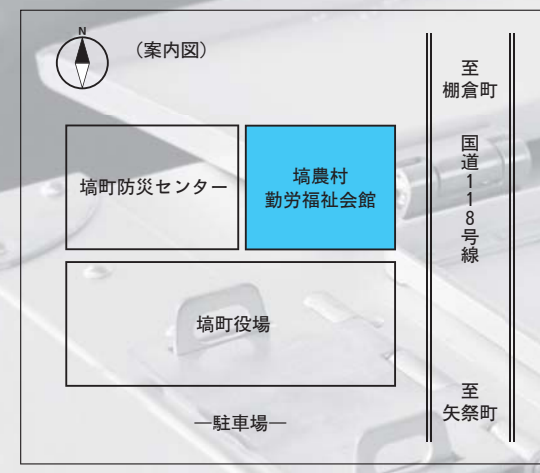 N
（案内図）
至
棚倉町
国道118号線
塙町防災センター
塙農村
勤労福祉会館
塙町役場
至
矢祭町
―駐車場―